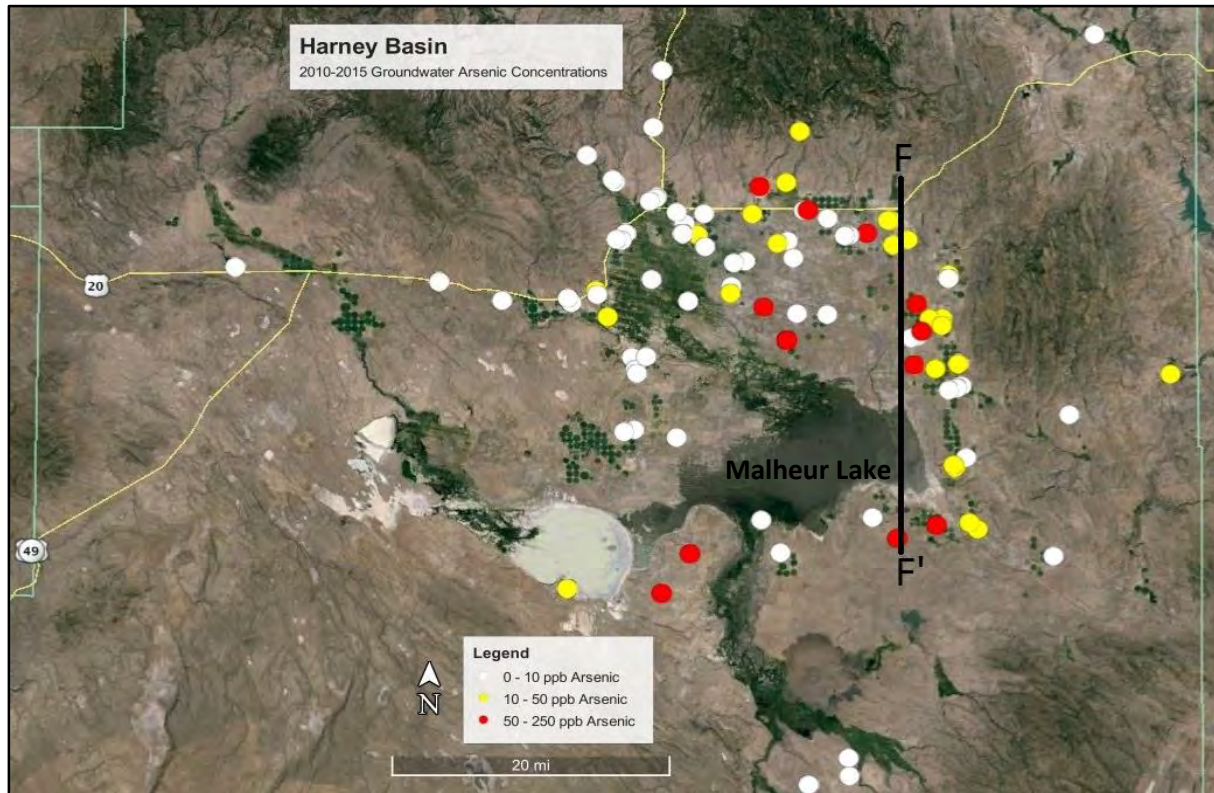 Harney Basin
2010-2015 Groundwater Arsenic Concentrations
F
20
Malheur Lake
49
F'
Legend
0 - 10 ppb Arsenic
10 - 50 ppb Arsenic
50 - 250 ppb Arsenic
N
20 mi